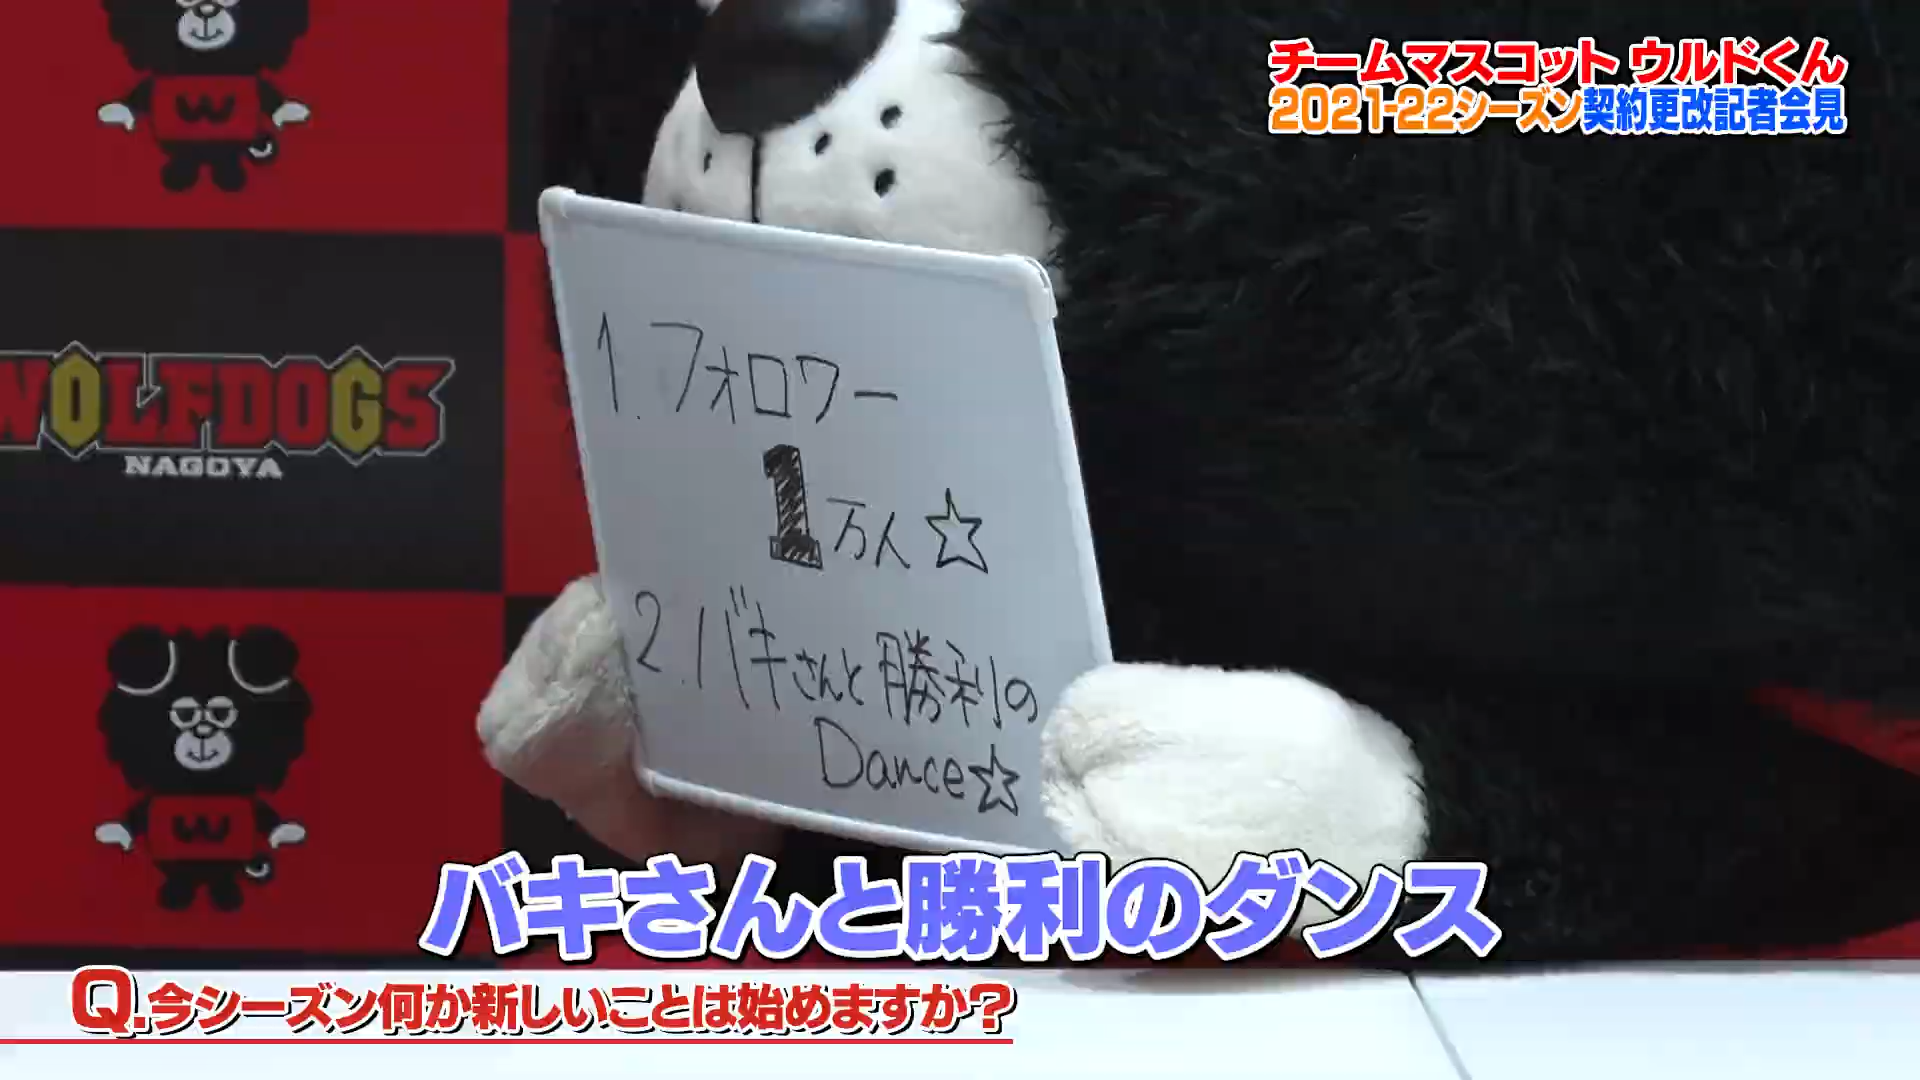 チームマスコット ウルドくん
2021-22シーズン契約更改記者会見
W
WOLFDOGS
NAGOYA
W
1.フォロワー
1万人☆
2.バキさんと勝利の
Dance☆
バキさんと勝利のダンス
Q.今シーズン何か新しいことは始めますか?